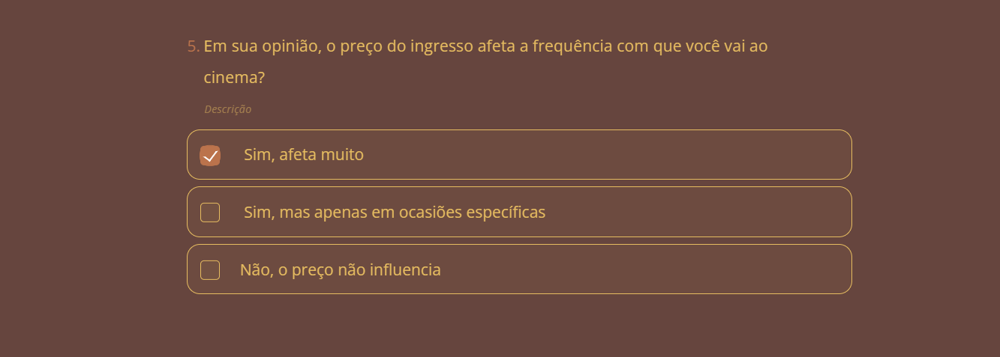 5. Em sua opinião, o preço do ingresso afeta a frequência com que você vai ao
cinema?
Descrição
Sim, afeta muito
Sim, mas apenas em ocasiões específicas
Não, o preço não influencia